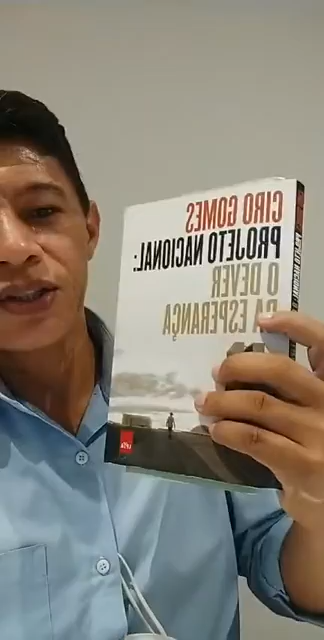 CIRO GOMES
PROJETO NACIONAL:
O DEVER
DA ESPERANÇA